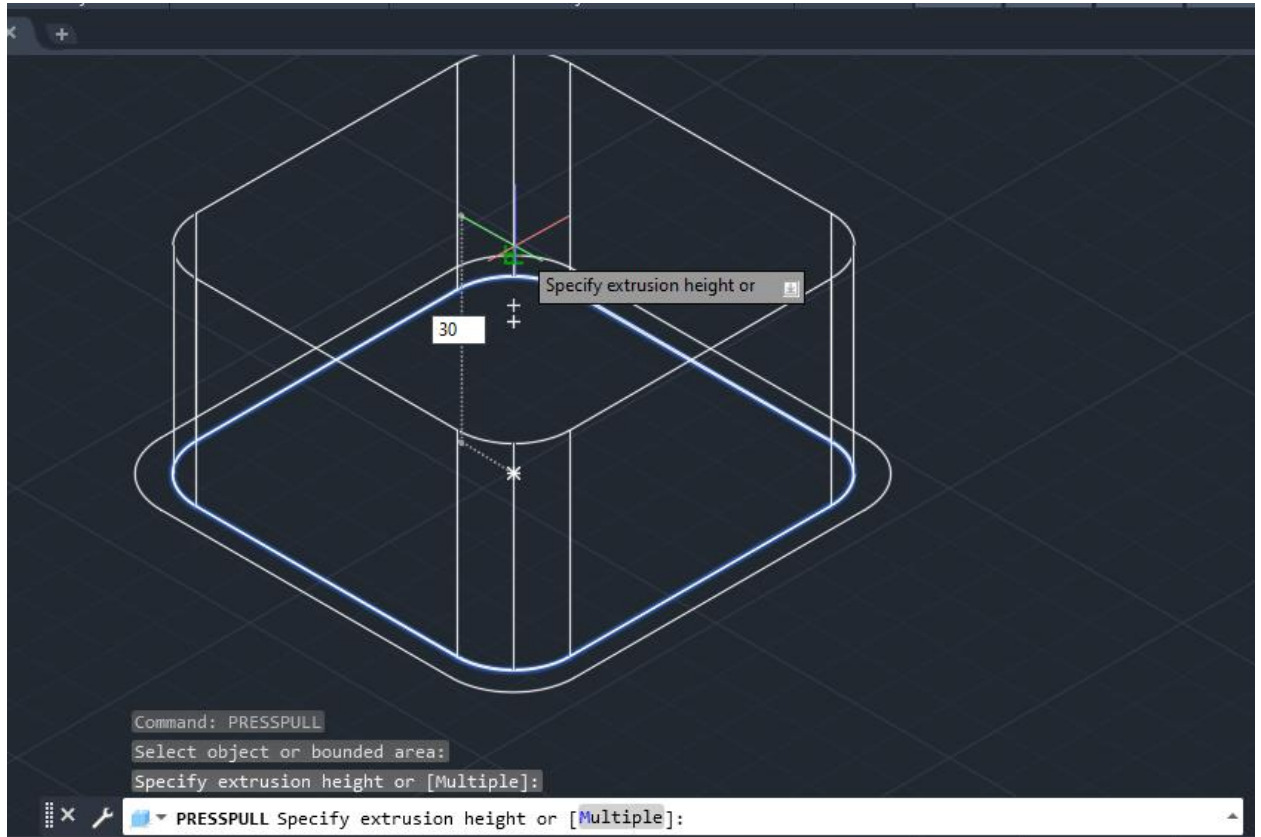 +
Specify extrusion height or
30
Command: PRESSPULL
Select object or bounded area:
Specify extrusion height or [Multiple]:
PRESSPULL Specify extrusion height or [Multiple]: